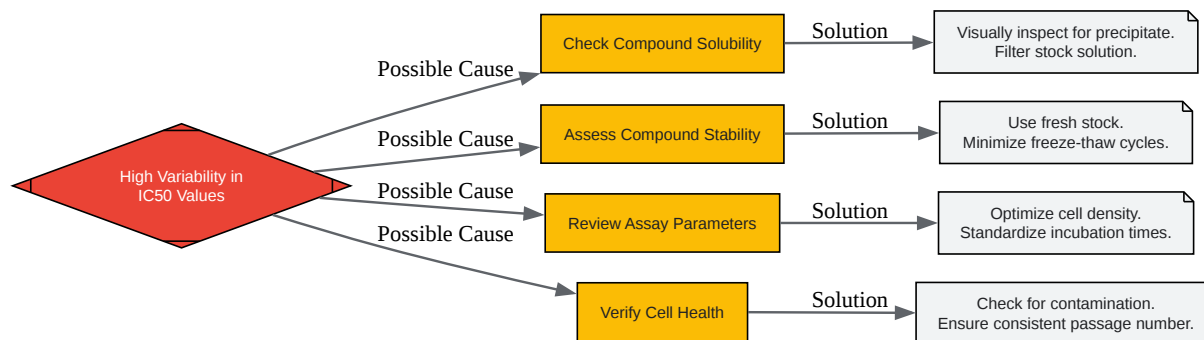 High Variability in
IC50 Values
Possible Cause
Check Compound Solubility
Solution
Visually inspect for precipitate.
Filter stock solution.
Possible Cause
Assess Compound Stability
Solution
Use fresh stock.
Minimize freeze-thaw cycles.
Possible Cause
Review Assay Parameters
Solution
Optimize cell density.
Standardize incubation times.
Possible Cause
Verify Cell Health
Solution
Check for contamination.
Ensure consistent passage number.